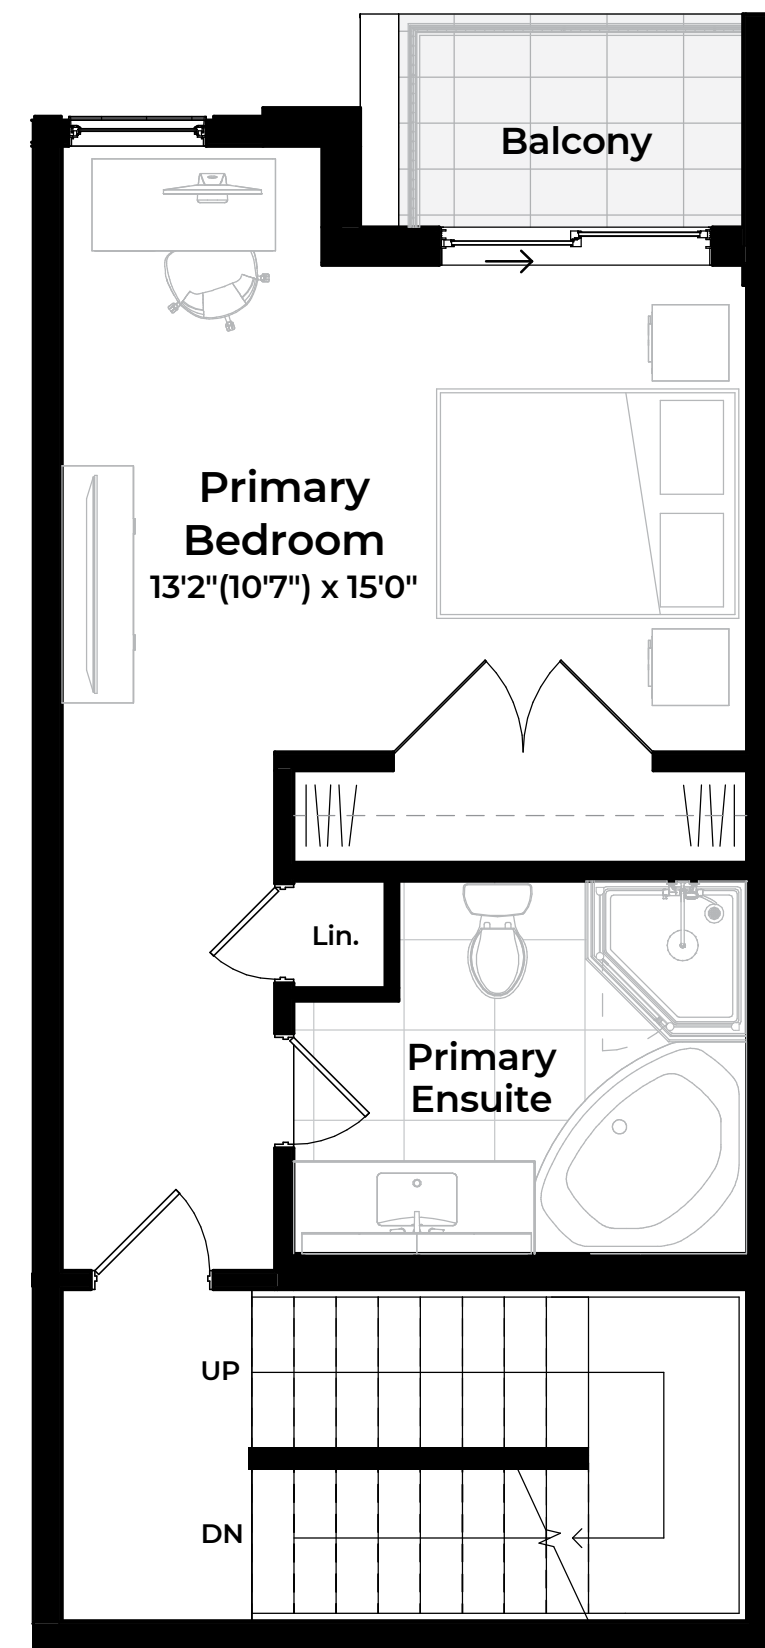 Balcony
Primary
Bedroom
13'2"(10'7") x 15'0"
Lin.
Primary
Ensuite
UP
DN